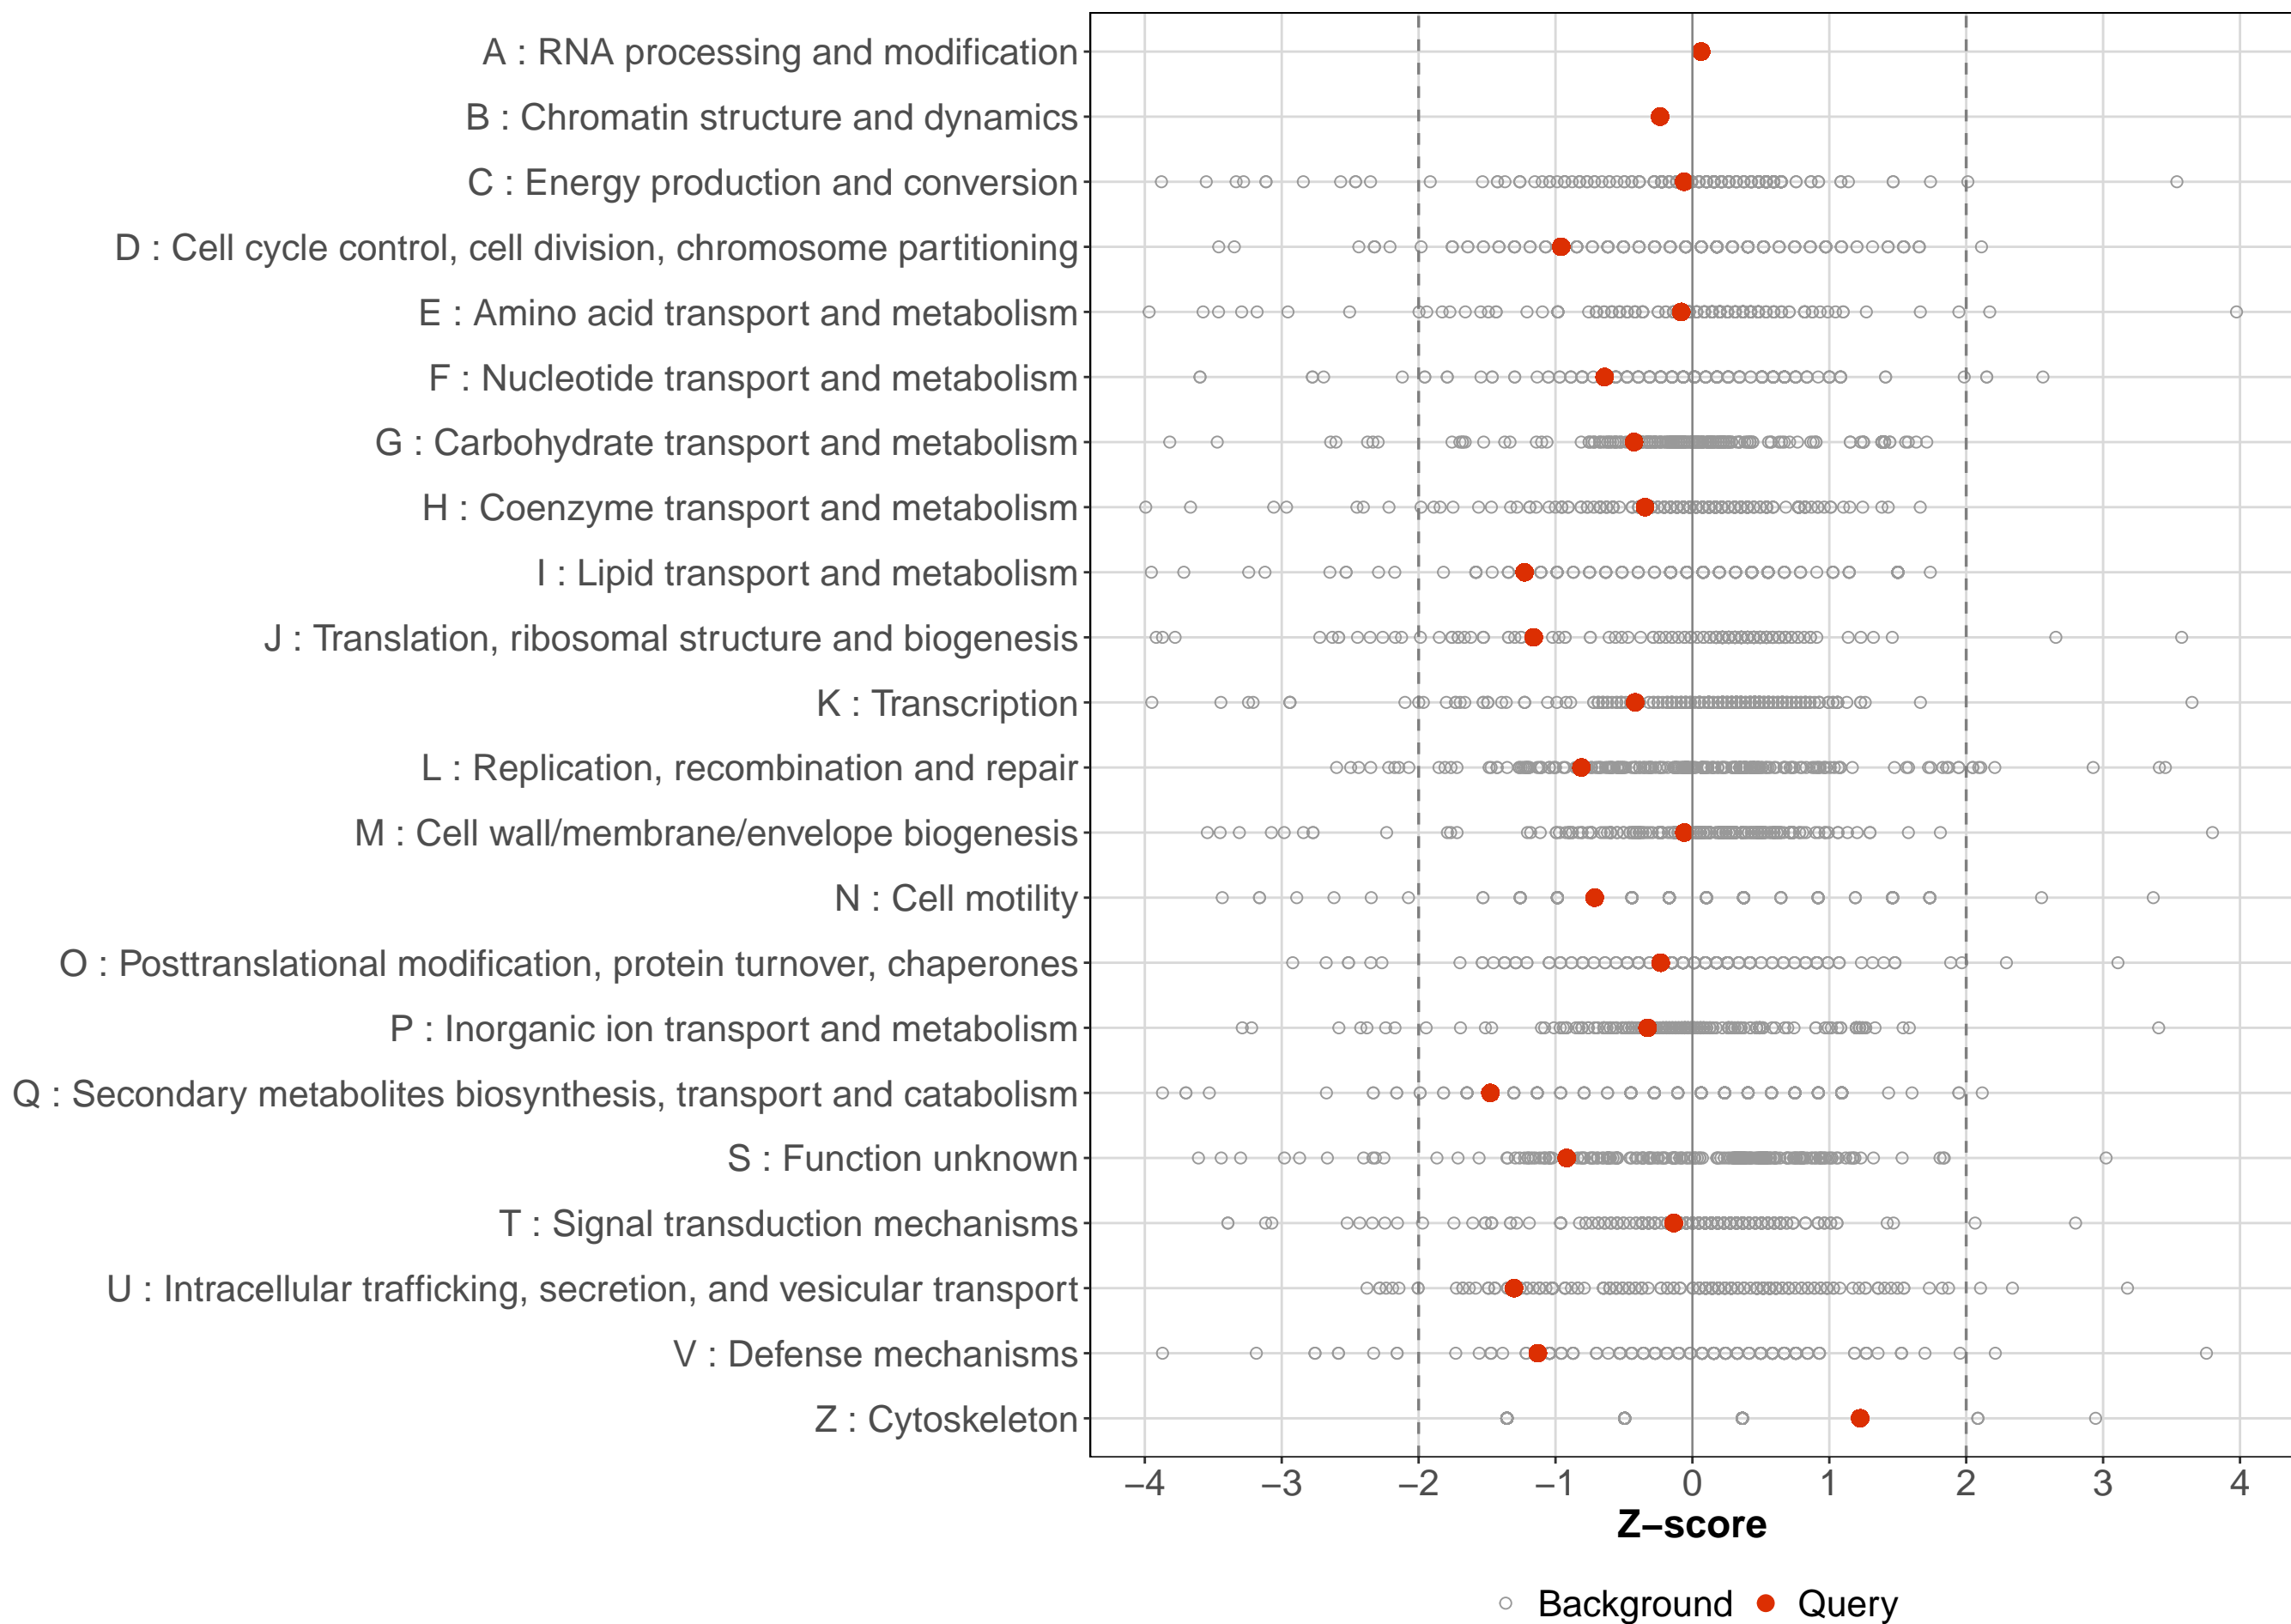 A : RNA processing and modification
B : Chromatin structure and dynamics
C : Energy production and conversion
D : Cell cycle control, cell division, chromosome partitioning
E : Amino acid transport and metabolism
F : Nucleotide transport and metabolism
G : Carbohydrate transport and metabolism
H : Coenzyme transport and metabolism
I : Lipid transport and metabolism
J : Translation, ribosomal structure and biogenesis
K : Transcription
L : Replication, recombination and repair
M : Cell wall/membrane/envelope biogenesis
N : Cell motility
O : Posttranslational modification, protein turnover, chaperones
P : Inorganic ion transport and metabolism
Q : Secondary metabolites biosynthesis, transport and catabolism
S : Function unknown
T : Signal transduction mechanisms
U : Intracellular trafficking, secretion, and vesicular transport
V : Defense mechanisms
Z : Cytoskeleton
−4 −3 −2 −1 0 1 2 3 4
Z−score
Background Query